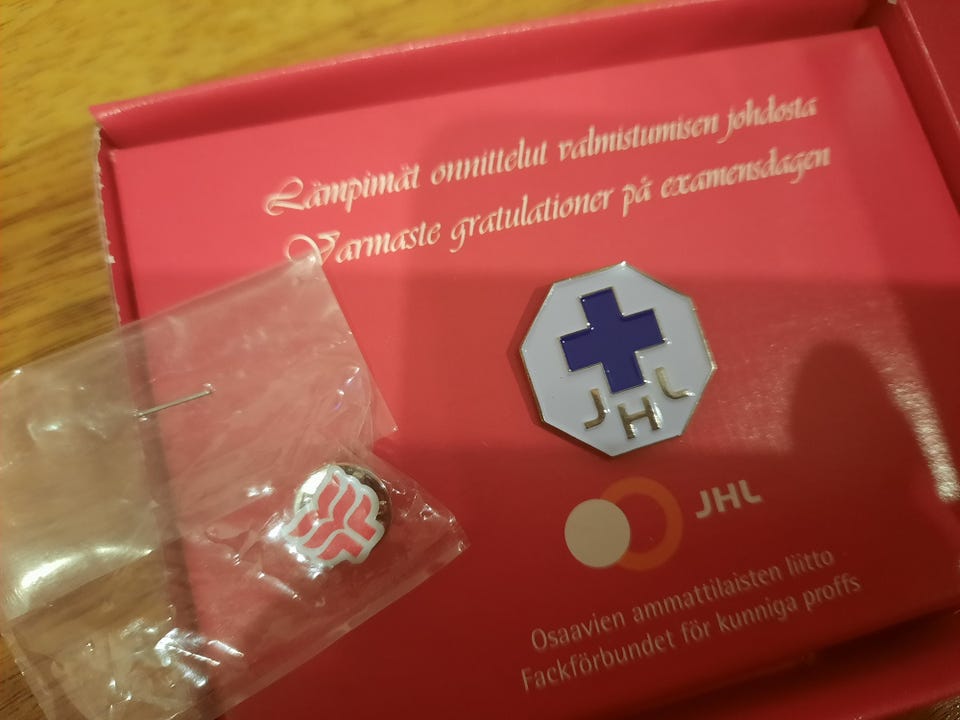 Lämpimät onnittelut valmistumisen johdosta
Varmaste gratulationer på examensdagen
JHL
JHL
Osaavien ammattilaisten liitto
Fackförbundet för kunniga proffs